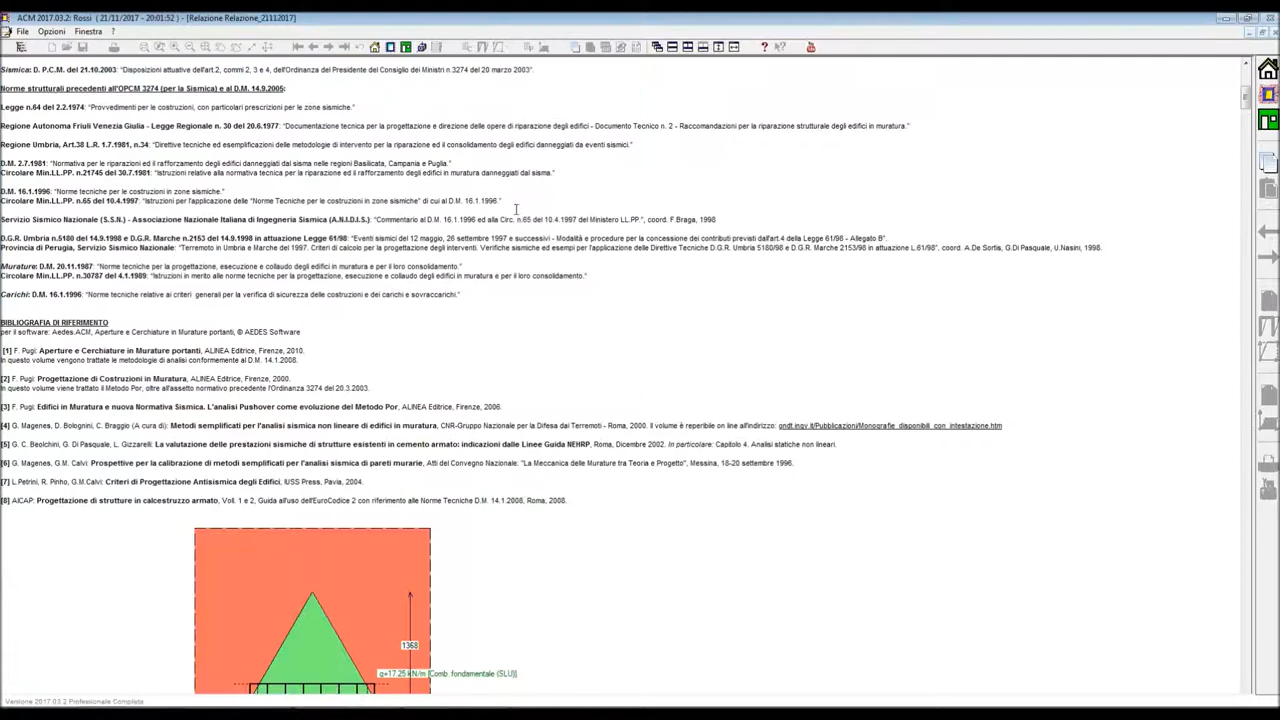 ACM 2017.03.2: Rossi ( 21/11/2017 - 20:01:52 ) - [Relazione Relazione_21112017]
File Opzioni Finestra ?
Sismica: D. P.C.M. del 21.10.2003: "Disposizioni attuative dell'art.2, commi 2, 3 e 4, dell'Ordinanza del Presidente del Consiglio dei Ministri n.3274 del 20 marzo 2003".
Norme strutturali precedenti all'OPCM 3274 (per la Sismica) e al D.M. 14.9.2005:
Legge n.64 del 2.2.1974: "Provvedimenti per le costruzioni, con particolari prescrizioni per le zone sismiche."
Regione Autonoma Friuli Venezia Giulia - Legge Regionale n. 30 del 20.6.1977: "Documentazione tecnica per la progettazione e direzione delle opere di riparazione degli edifici - Documento Tecnico n. 2 - Raccomandazioni per la riparazione strutturale degli edifici in muratura."
Regione Umbria, Art.38 L.R. 1.7.1981, n.34: "Direttive tecniche ed esemplificazioni delle metodologie di intervento per la riparazione ed il consolidamento degli edifici danneggiati da eventi sismici."
D.M. 2.7.1981: "Normativa per le riparazioni ed il rafforzamento degli edifici danneggiati dal sisma nelle regioni Basilicata, Campania e Puglia."
Circolare Min.LL.PP. n.21745 del 30.7.1981: "Istruzioni relative alla normativa tecnica per la riparazione ed il rafforzamento degli edifici in muratura danneggiati dal sisma."
D.M. 16.1.1996: "Norme tecniche per le costruzioni in zone sismiche."
Circolare Min.LL.PP. n.65 del 10.4.1997: "Istruzioni per l'applicazione delle "Norme Tecniche per le costruzioni in zone sismiche" di cui al D.M. 16.1.1996."
Servizio Sismico Nazionale (S.S.N.) - Associazione Nazionale Italiana di Ingegneria Sismica (A.N.I.D.I.S.): "Commentario al D.M. 16.1.1996 ed alla Circ. n.65 del 10.4.1997 del Ministero LL.PP.", coord. F.Braga, 1998
D.G.R. Umbria n.5180 del 14.9.1998 e D.G.R. Marche n.2153 del 14.9.1998 in attuazione Legge 61/98: "Eventi sismici del 12 maggio, 26 settembre 1997 e successivi - Modalità e procedure per la concessione dei contributi previsti dall'art.4 della Legge 61/98 - Allegato B".
Provincia di Perugia, Servizio Sismico Nazionale: "Terremoto in Umbria e Marche del 1997. Criteri di calcolo per la progettazione degli interventi. Verifiche sismiche ed esempi per l'applicazione delle Direttive Tecniche D.G.R. Umbria 5180/98 e D.G.R. Marche 2153/98 in attuazione L.61/98", coord. A.De Sortis, G.Di Pasquale, U.Nasini, 1998.
Murature: D.M. 20.11.1987: "Norme tecniche per la progettazione, esecuzione e collaudo degli edifici in muratura e per il loro consolidamento."
Circolare Min.LL.PP. n.30787 del 4.1.1989: "Istruzioni in merito alle norme tecniche per la progettazione, esecuzione e collaudo degli edifici in muratura e per il loro consolidamento."
Carichi: D.M. 16.1.1996: "Norme tecniche relative ai criteri generali per la verifica di sicurezza delle costruzioni e dei carichi e sovraccarichi."
BIBLIOGRAFIA DI RIFERIMENTO
per il software: Aedes.ACM, Aperture e Cerchiature in Murature portanti, © AEDES Software
[1] F. Pugi: Aperture e Cerchiature in Murature portanti, ALINEA Editrice, Firenze, 2010.
In questo volume vengono trattate le metodologie di analisi conformemente al D.M. 14.1.2008.
[2] F. Pugi: Progettazione di Costruzioni in Muratura, ALINEA Editrice, Firenze, 2000.
In questo volume viene trattato il Metodo Por, oltre all'assetto normativo precedente l'Ordinanza 3274 del 20.3.2003.
[3] F. Pugi: Edifici in Muratura e nuova Normativa Sismica. L'analisi Pushover come evoluzione del Metodo Por, ALINEA Editrice, Firenze, 2006.
[4] G. Magenes, D. Bolognini, C. Braggio (A cura di): Metodi semplificati per l'analisi sismica non lineare di edifici in muratura, CNR-Gruppo Nazionale per la Difesa dai Terremoti - Roma, 2000. Il volume è reperibile on line all'indirizzo: gndt.ingv.it/Pubblicazioni/Monografie_disponibili_con_intestazione.htm
[5] G. C. Beolchini, G. Di Pasquale, L. Gizzarelli: La valutazione delle prestazioni sismiche di strutture esistenti in cemento armato: indicazioni dalle Linee Guida NEHRP, Roma, Dicembre 2002. In particolare: Capitolo 4. Analisi statiche non lineari.
[6] G. Magenes, G.M. Calvi: Prospettive per la calibrazione di metodi semplificati per l'analisi sismica di pareti murarie, Atti del Convegno Nazionale: "La Meccanica delle Murature tra Teoria e Progetto", Messina, 18-20 settembre 1996.
[7] L.Petrini, R. Pinho, G.M.Calvi: Criteri di Progettazione Antisismica degli Edifici, IUSS Press, Pavia, 2004.
[8] AICAP: Progettazione di strutture in calcestruzzo armato, Voll. 1 e 2, Guida all'uso dell'EuroCodice 2 con riferimento alle Norme Tecniche D.M. 14.1.2008, Roma, 2008.
1368
g=17.25 kN/m [Comb. fondamentale (SLU)]
Versione 2017.03.2 Professionale Completa